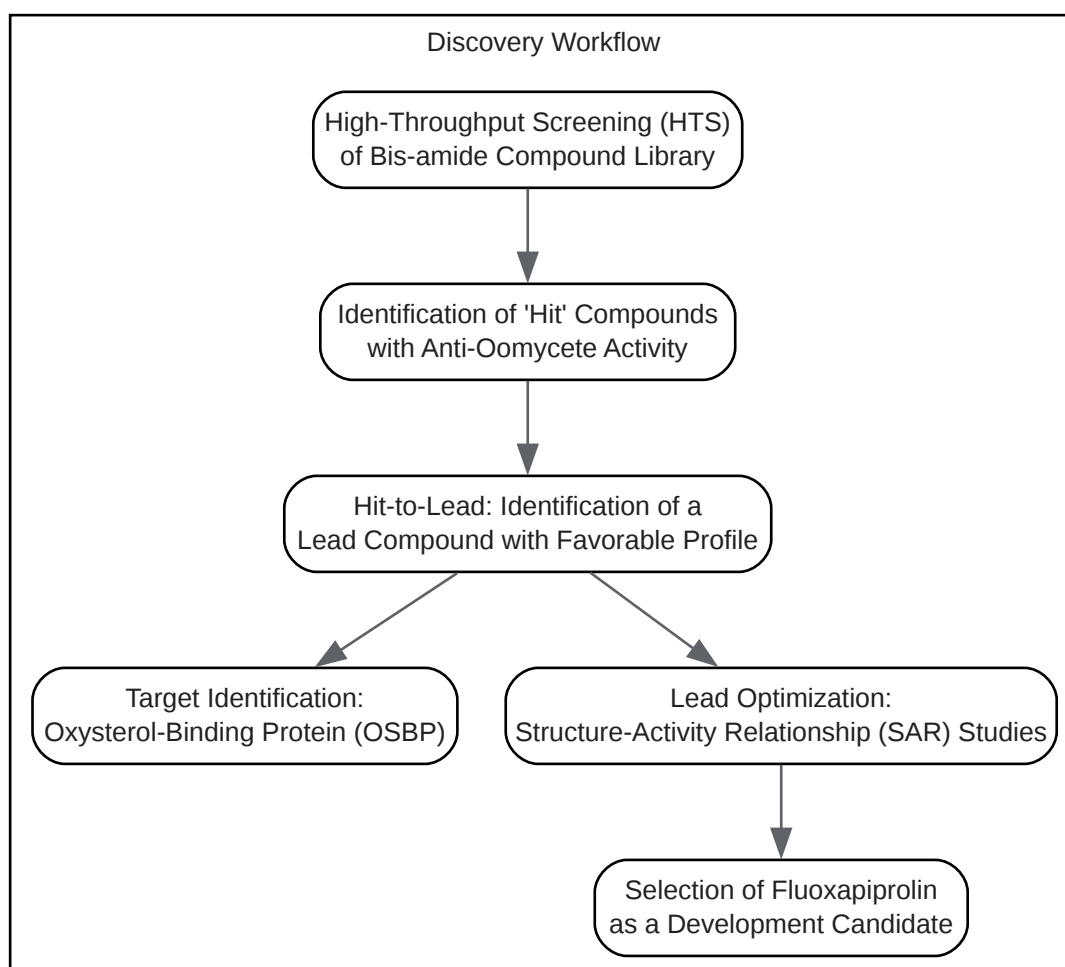 Discovery Workflow
High-Throughput Screening (HTS)
of Bis-amide Compound Library
Identification of 'Hit' Compounds
with Anti-Oomycete Activity
Hit-to-Lead: Identification of a
Lead Compound with Favorable Profile
Target Identification:
Oxysterol-Binding Protein (OSBP)
Lead Optimization:
Structure-Activity Relationship (SAR) Studies
Selection of Fluoxapiprolin
as a Development Candidate